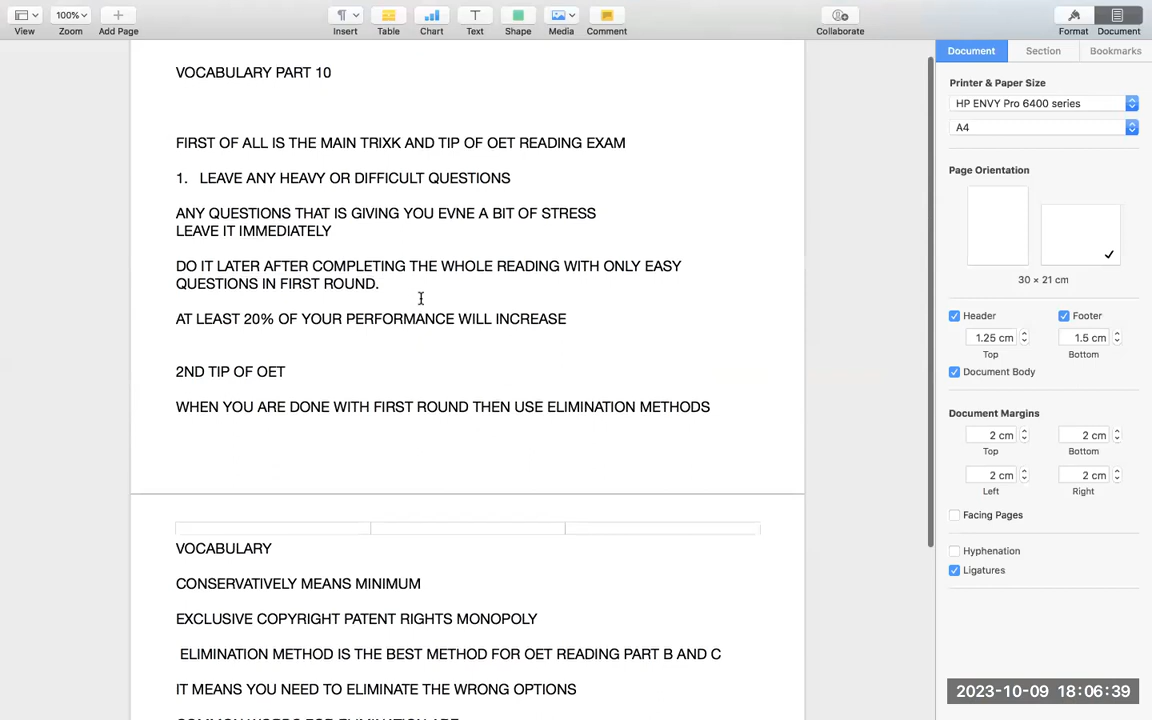 View
100%
Zoom
Add Page
Insert
Table
Chart
Text
Shape
Media
Comment
Collaborate
Format
Document
Document
Section
Bookmarks
VOCABULARY PART 10
FIRST OF ALL IS THE MAIN TRIXK AND TIP OF OET READING EXAM
1. LEAVE ANY HEAVY OR DIFFICULT QUESTIONS
ANY QUESTIONS THAT IS GIVING YOU EVNE A BIT OF STRESS
LEAVE IT IMMEDIATELY
DO IT LATER AFTER COMPLETING THE WHOLE READING WITH ONLY EASY
QUESTIONS IN FIRST ROUND.
AT LEAST 20% OF YOUR PERFORMANCE WILL INCREASE
2ND TIP OF OET
WHEN YOU ARE DONE WITH FIRST ROUND THEN USE ELIMINATION METHODS
VOCABULARY
CONSERVATIVELY MEANS MINIMUM
EXCLUSIVE COPYRIGHT PATENT RIGHTS MONOPOLY
ELIMINATION METHOD IS THE BEST METHOD FOR OET READING PART B AND C
IT MEANS YOU NEED TO ELIMINATE THE WRONG OPTIONS
COMMON WORDS FOR ELIMINATION ARE
Printer & Paper Size
HP ENVY Pro 6400 series
A4
Page Orientation
30 × 21 cm
Header
Footer
1.25 cm
1.5 cm
Top
Bottom
Document Body
Document Margins
2 cm
2 cm
Top
Bottom
2 cm
2 cm
Left
Right
Facing Pages
Hyphenation
Ligatures
2023-10-09 18:06:39